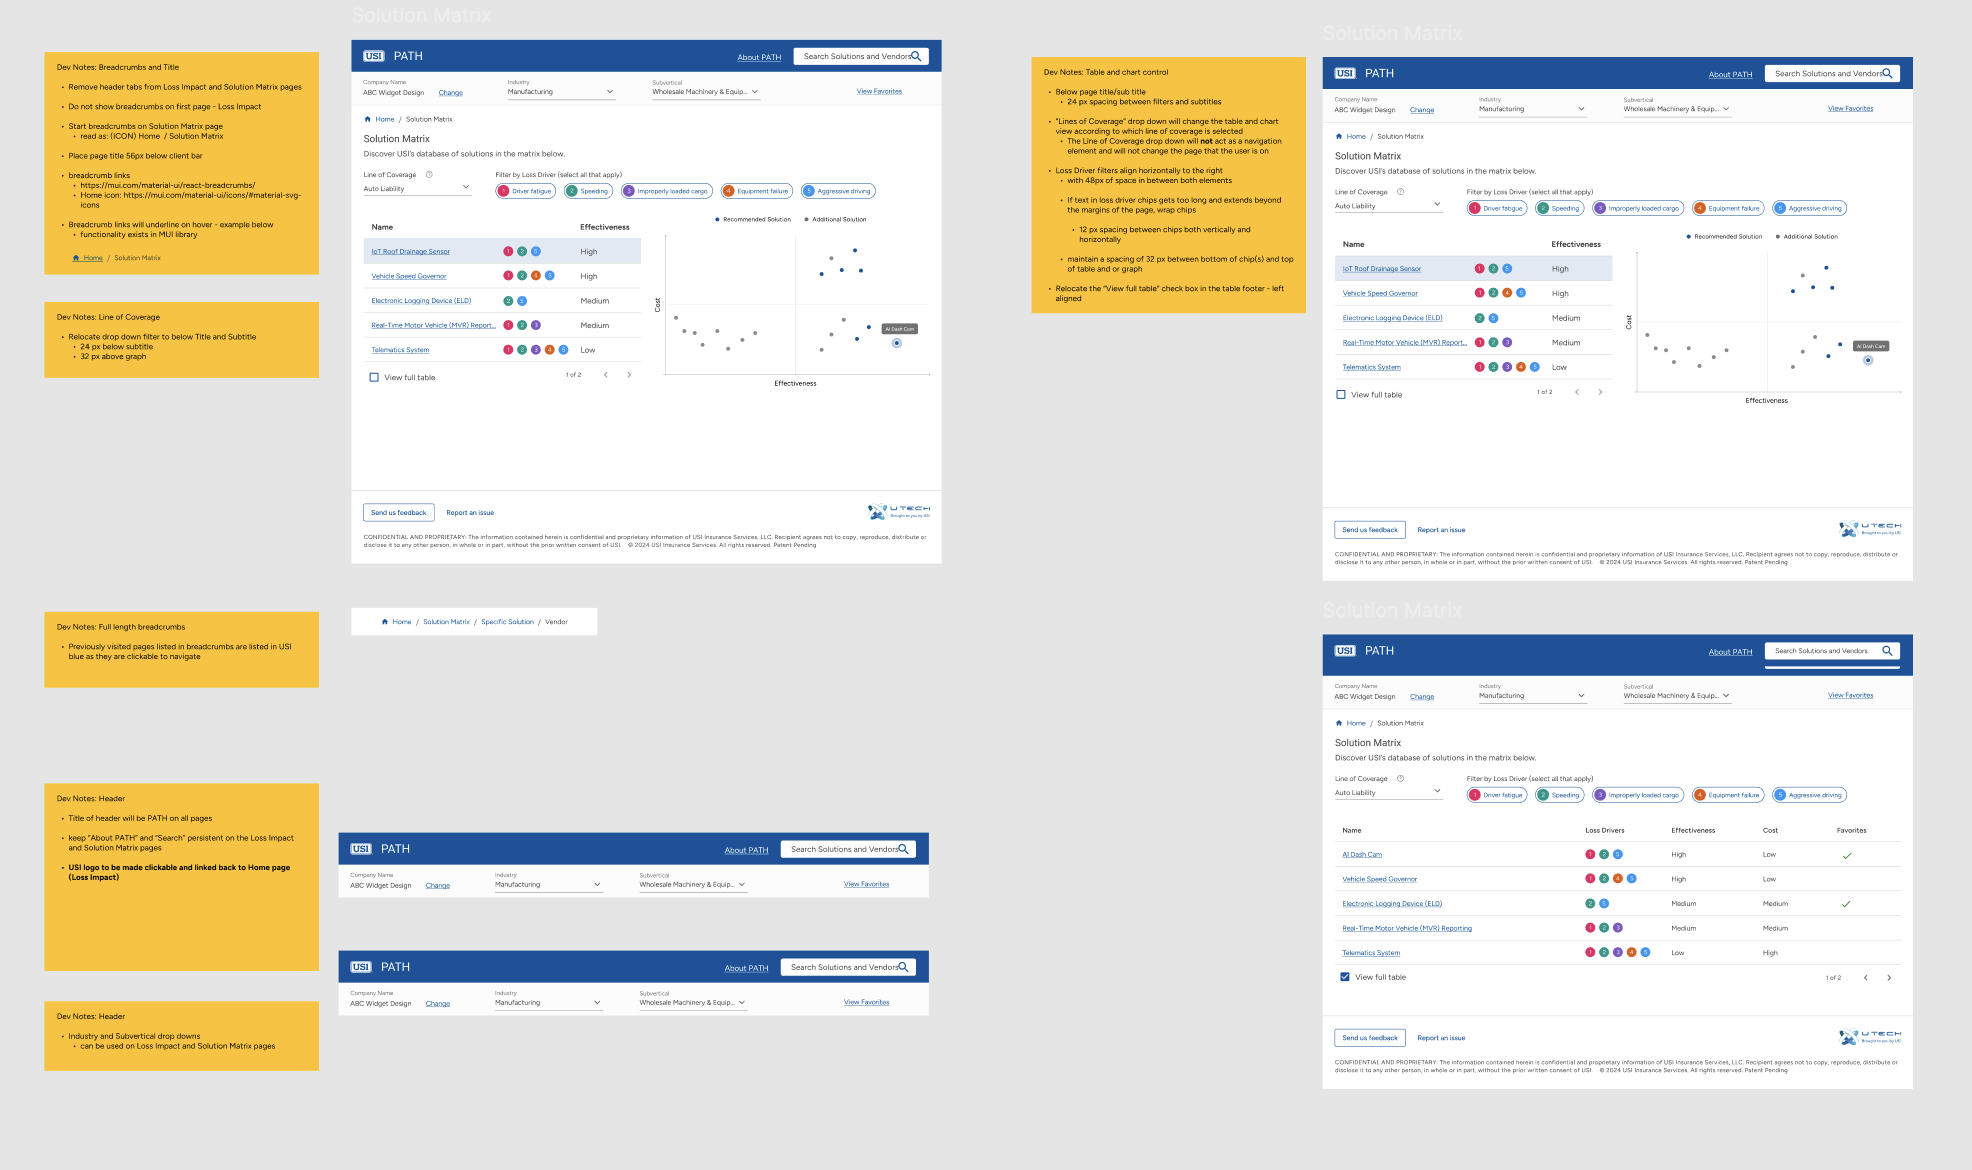 Solution Matrix
Dev Notes: Breadcrumbs and Title
• Remove header tabs from Loss Impact and Solution Matrix pages
• Do not show breadcrumbs on first page - Loss Impact
• Start breadcrumbs on Solution Matrix page
• read as: (ICON) Home / Solution Matrix
• Place page title 56px below client bar
• breadcrumb links
• https://mui.com/material-ui/react-breadcrumbs/
• Home icon: https://mui.com/material-ui/icons/#material-svg-
icons
• Breadcrumb links will underline on hover - example below
• functionality exists in MUI library
Home / Solution Matrix
Dev Notes: Line of Coverage
• Relocate drop down filter to below Title and Subtitle
• 24 px below subtitle
• 32 px above graph
USI PATH About PATH Search Solutions and Vendors
Company Name Industry Subvertical
ABC Widget Design Change Manufacturing Wholesale Machinery & Equip... View Favorites
Home / Solution Matrix
Solution Matrix
Discover USI's database of solutions in the matrix below.
Line of Coverage ? Filter by Loss Driver (select all that apply)
Auto Liability 1 Driver fatigue 2 Speeding 3 Improperly loaded cargo 4 Equipment failure 5 Aggressive driving
Recommended Solution Additional Solution
Name Effectiveness
IoT Roof Drainage Sensor 1 2 5 High
Vehicle Speed Governor 1 2 4 5 High
Electronic Logging Device (ELD) 2 5 Medium
Real-Time Motor Vehicle (MVR) Report... 1 2 3 Medium
Telematics System 1 2 3 4 5 Low
View full table 1 of 2
Cost
AI Dash Cam
Effectiveness
Send us feedback Report an issue UTECH
Brought to you by USI
CONFIDENTIAL AND PROPRIETARY: The information contained herein is confidential and proprietary information of USI Insurance Services, LLC. Recipient agrees not to copy, reproduce, distribute or
disclose it to any other person, in whole or in part, without the prior written consent of USI. © 2024 USI Insurance Services. All rights reserved. Patent Pending
Dev Notes: Full length breadcrumbs
• Previously visited pages listed in breadcrumbs are listed in USI
blue as they are clickable to navigate
Home / Solution Matrix / Specific Solution / Vendor
Dev Notes: Header
• Title of header will be PATH on all pages
• keep "About PATH" and "Search" persistent on the Loss Impact
and Solution Matrix pages
• USI logo to be made clickable and linked back to Home page
(Loss Impact)
USI PATH About PATH Search Solutions and Vendors
Company Name Industry Subvertical
ABC Widget Design Change Manufacturing Wholesale Machinery & Equip... View Favorites
Dev Notes: Header
• Industry and Subvertical drop downs
• can be used on Loss Impact and Solution Matrix pages
USI PATH About PATH Search Solutions and Vendors
Company Name Industry Subvertical
ABC Widget Design Change Manufacturing Wholesale Machinery & Equip... View Favorites
Dev Notes: Table and chart control
• Below page title/sub title
• 24 px spacing between filters and subtitles
• "Lines of Coverage" drop down will change the table and chart
view according to which line of coverage is selected
• The Line of Coverage drop down will not act as a navigation
element and will not change the page that the user is on
• Loss Driver filters align horizontally to the right
• with 48px of space in between both elements
• If text in loss driver chips gets too long and extends beyond
the margins of the page, wrap chips
• 12 px spacing between chips both vertically and
horizontally
• maintain a spacing of 32 px between bottom of chip(s) and top
of table and or graph
• Relocate the "View full table" check box in the table footer - left
aligned
Solution Matrix
USI PATH About PATH Search Solutions and Vendors
Company Name Industry Subvertical
ABC Widget Design Change Manufacturing Wholesale Machinery & Equip... View Favorites
Home / Solution Matrix
Solution Matrix
Discover USI's database of solutions in the matrix below.
Line of Coverage ? Filter by Loss Driver (select all that apply)
Auto Liability 1 Driver fatigue 2 Speeding 3 Improperly loaded cargo 4 Equipment failure 5 Aggressive driving
Recommended Solution Additional Solution
Name Effectiveness
IoT Roof Drainage Sensor 1 2 5 High
Vehicle Speed Governor 1 2 4 5 High
Electronic Logging Device (ELD) 2 5 Medium
Real-Time Motor Vehicle (MVR) Report... 1 2 3 Medium
Telematics System 1 2 3 4 5 Low
View full table 1 of 2
Cost
AI Dash Cam
Effectiveness
Send us feedback Report an issue UTECH
Brought to you by USI
CONFIDENTIAL AND PROPRIETARY: The information contained herein is confidential and proprietary information of USI Insurance Services, LLC. Recipient agrees not to copy, reproduce, distribute or
disclose it to any other person, in whole or in part, without the prior written consent of USI. © 2024 USI Insurance Services. All rights reserved. Patent Pending
Solution Matrix
USI PATH About PATH Search Solutions and Vendors
Company Name Industry Subvertical
ABC Widget Design Change Manufacturing Wholesale Machinery & Equip... View Favorites
Home / Solution Matrix
Solution Matrix
Discover USI's database of solutions in the matrix below.
Line of Coverage ? Filter by Loss Driver (select all that apply)
Auto Liability 1 Driver fatigue 2 Speeding 3 Improperly loaded cargo 4 Equipment failure 5 Aggressive driving
Name Loss Drivers Effectiveness Cost Favorites
AI Dash Cam 1 2 5 High Low
Vehicle Speed Governor 1 2 4 5 High Low
Electronic Logging Device (ELD) 2 5 Medium Medium
Real-Time Motor Vehicle (MVR) Reporting 1 2 3 Medium Medium
Telematics System 1 2 3 4 5 Low High
View full table 1 of 2
Send us feedback Report an issue UTECH
Brought to you by USI
CONFIDENTIAL AND PROPRIETARY: The information contained herein is confidential and proprietary information of USI Insurance Services, LLC. Recipient agrees not to copy, reproduce, distribute or
disclose it to any other person, in whole or in part, without the prior written consent of USI. © 2024 USI Insurance Services. All rights reserved. Patent Pending